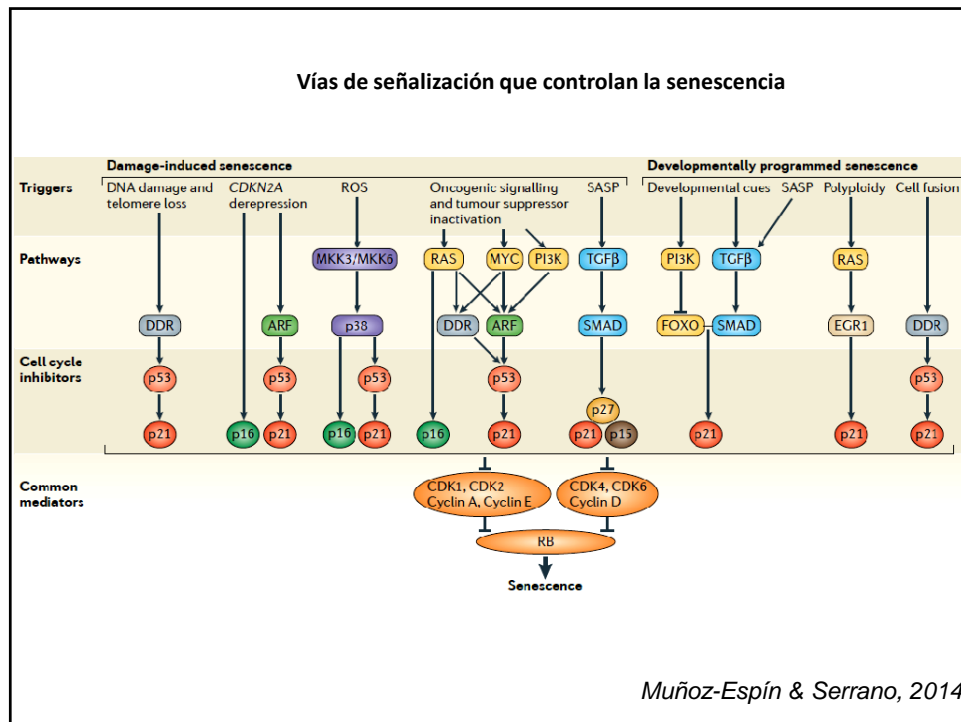 Vías de señalización que controlan la senescencia
Damage-induced senescence
Developmentally programmed senescence
Triggers
DNA damage and
telomere loss
CDKN2A
derepression
ROS
Oncogenic signalling
and tumour suppressor
inactivation
SASP
Developmental cues
SASP
Polyploidy
Cell fusion
Pathways
MKK3/MKK6
RAS
MYC
PI3K
TGFβ
PI3K
TGFβ
RAS
DDR
ARF
p38
DDR
ARF
SMAD
FOXO
SMAD
EGR1
DDR
Cell cycle
inhibitors
p53
p53
p53
p53
p53
p27
p21
p16
p21
p16
p21
p16
p21
p21
p15
p21
p21
p21
Common
mediators
CDK1, CDK2
Cyclin A, Cyclin E
CDK4, CDK6
Cyclin D
RB
Senescence
Muñoz-Espín & Serrano, 2014